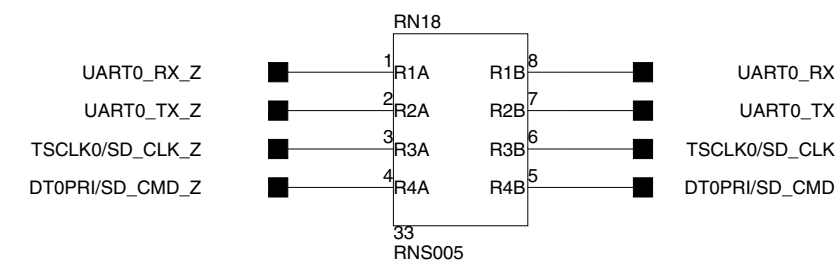 RN18
UART0_RX_Z 1 R1A R1B 8 UART0_RX
UART0_TX_Z 2 R2A R2B 7 UART0_TX
TSCLK0/SD_CLK_Z 3 R3A R3B 6 TSCLK0/SD_CLK
DT0PRI/SD_CMD_Z 4 R4A R4B 5 DT0PRI/SD_CMD
33
RNS005